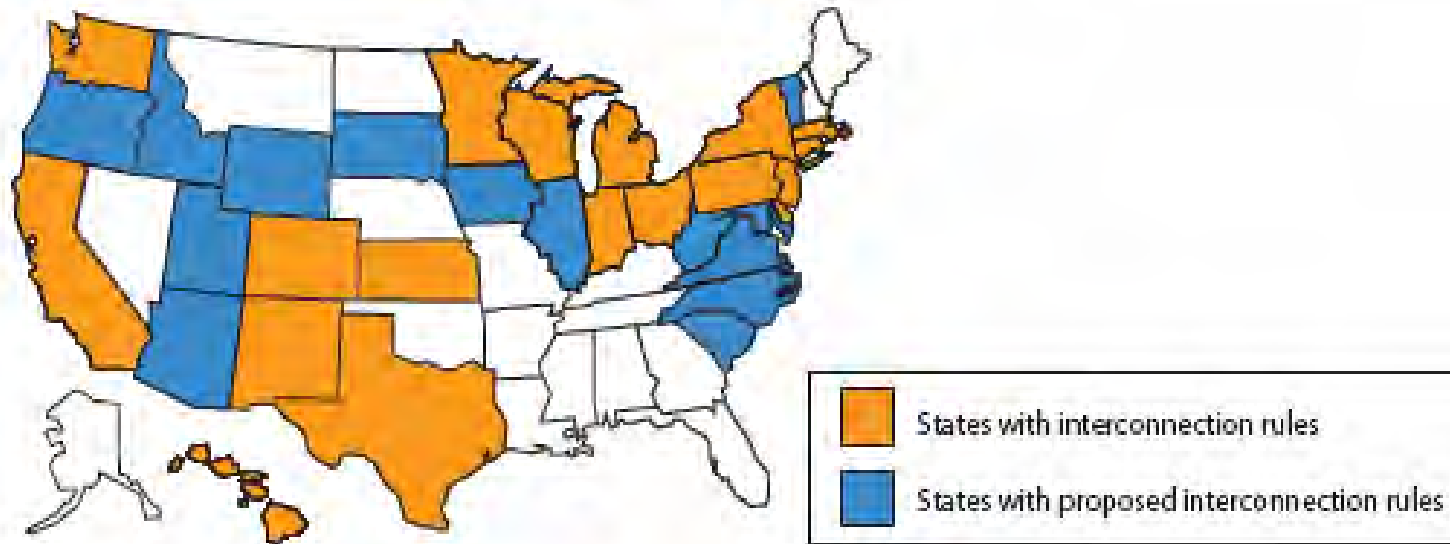 States with interconnection rules
States with proposed interconnection rules